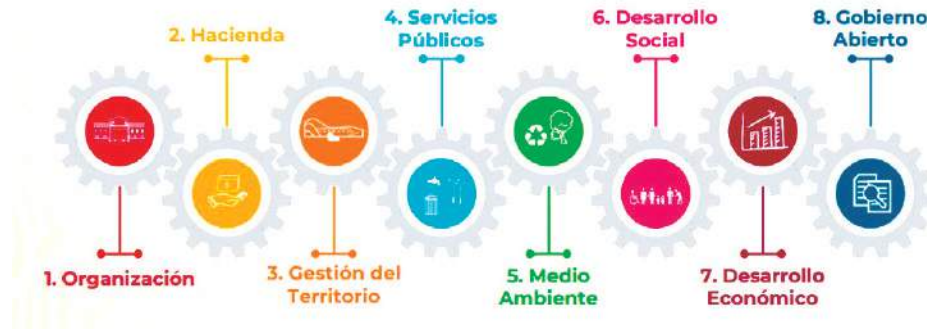 1. Organización
2. Hacienda
3. Gestión del
Territorio
4. Servicios
Públicos
5. Medio
Ambiente
6. Desarrollo
Social
7. Desarrollo
Económico
8. Gobierno
Abierto